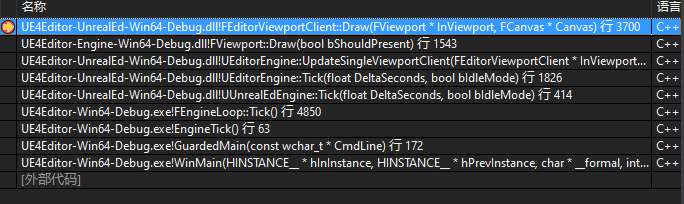 名称 语言
UE4Editor-UnrealEd-Win64-Debug.dll!FEditorViewportClient::Draw(FViewport * InViewport, FCanvas * Canvas) 行 3700 C++
UE4Editor-Engine-Win64-Debug.dll!FViewport::Draw(bool bShouldPresent) 行 1543 C++
UE4Editor-UnrealEd-Win64-Debug.dll!UEditorEngine::UpdateSingleViewportClient(FEditorViewportClient * InViewport... C++
UE4Editor-UnrealEd-Win64-Debug.dll!UEditorEngine::Tick(float DeltaSeconds, bool bIdleMode) 行 1826 C++
UE4Editor-UnrealEd-Win64-Debug.dll!UUnrealEdEngine::Tick(float DeltaSeconds, bool bIdleMode) 行 414 C++
UE4Editor-Win64-Debug.exe!FEngineLoop::Tick() 行 4850 C++
UE4Editor-Win64-Debug.exe!EngineTick() 行 63 C++
UE4Editor-Win64-Debug.exe!GuardedMain(const wchar_t * CmdLine) 行 172 C++
UE4Editor-Win64-Debug.exe!WinMain(HINSTANCE__ * hInInstance, HINSTANCE__ * hPrevInstance, char * __formal, int... C++
[外部代码]